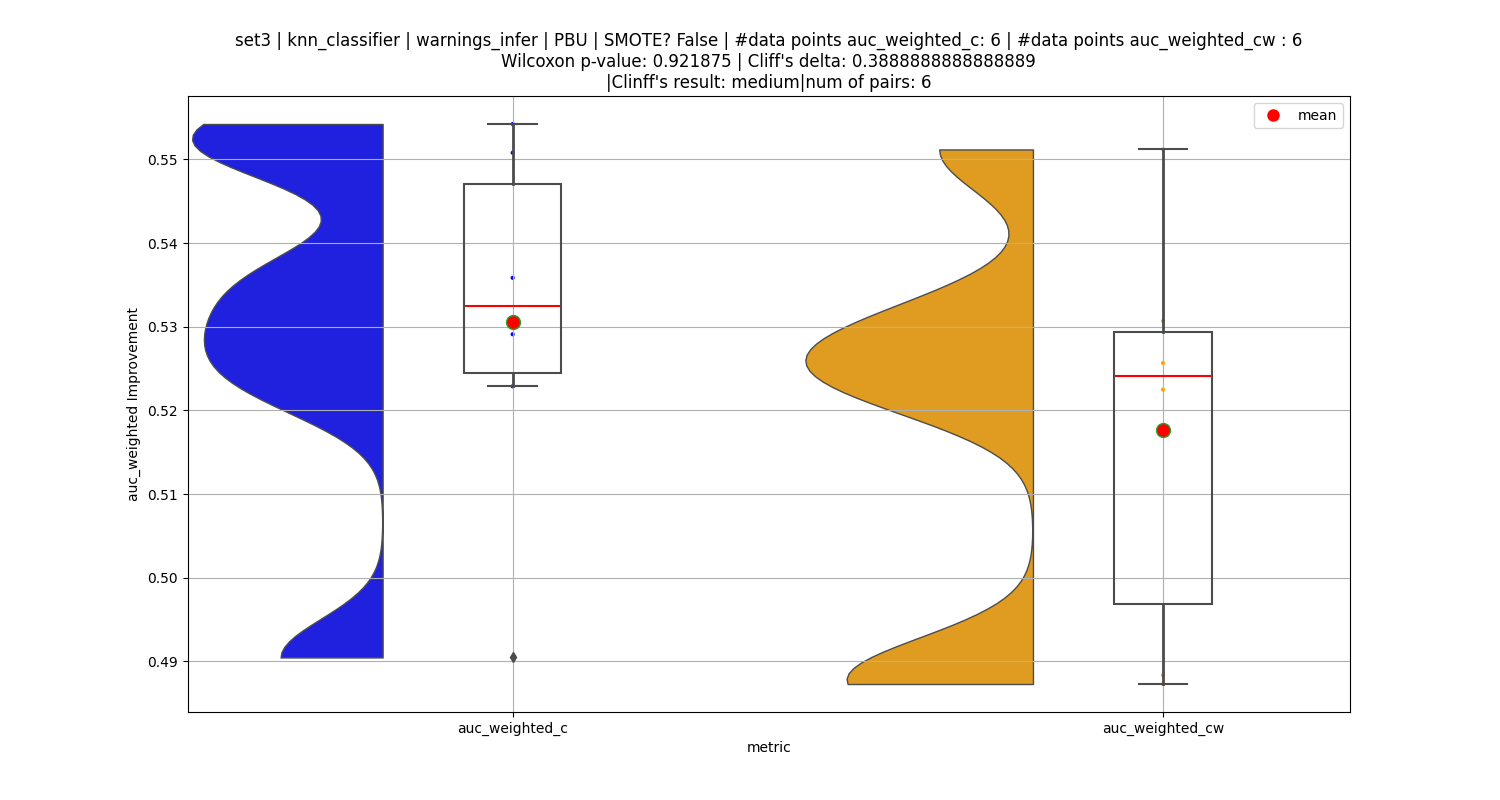 set3 | knn_classifier | warnings_infer | PBU | SMOTE? False | #data points auc_weighted_c: 6 | #data points auc_weighted_cw : 6
Wilcoxon p-value: 0.921875 | Cliff's delta: 0.3888888888888889
|Clinff's result: medium|num of pairs: 6
mean
0.55
0.54
0.53
0.52
0.51
0.50
0.49
auc_weighted Improvement
auc_weighted_c
auc_weighted_cw
metric